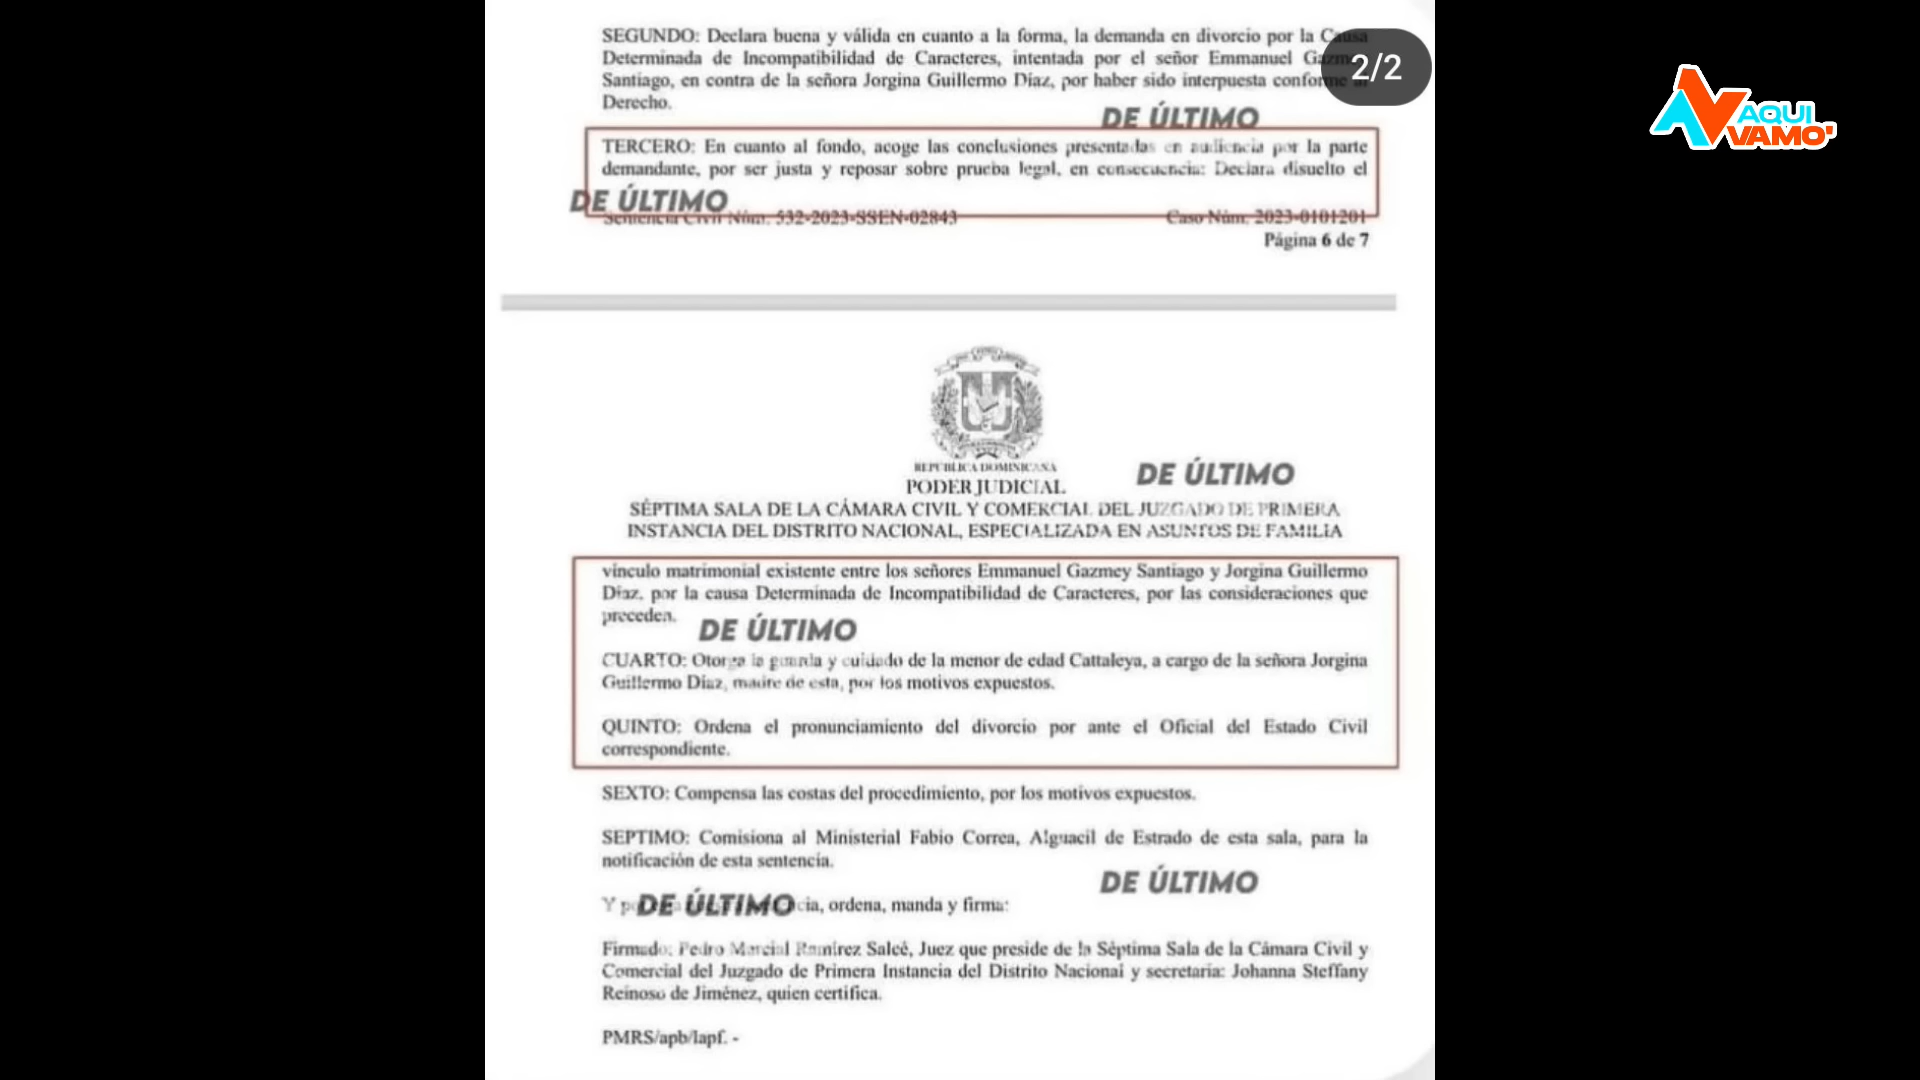 SEGUNDO: Declara buena y válida en cuanto a la forma, la demanda en divorcio por la Causa
Determinada de Incompatibilidad de Caracteres, intentada por el señor Emmanuel Gazmey
Santiago, en contra de la señora Jorgina Guillermo Díaz, por haber sido interpuesta conforme al
Derecho.
2/2
AQUI
VAMO'
DE ÚLTIMO
TERCERO: En cuanto al fondo, acoge las conclusiones presentadas en audiencia por la parte
demandante, por ser justa y reposar sobre prueba legal, en consecuencia: Declara disuelto el
DE ÚLTIMO
Sentencia Civil Núm. 532-2023-SSEN-02843 Caso Núm. 2023-0101201
Página 6 de 7
REPÚBLICA DOMINICANA
PODER JUDICIAL
DE ÚLTIMO
SÉPTIMA SALA DE LA CÁMARA CIVIL Y COMERCIAL DEL JUZGADO DE PRIMERA
INSTANCIA DEL DISTRITO NACIONAL, ESPECIALIZADA EN ASUNTOS DE FAMILIA
vínculo matrimonial existente entre los señores Emmanuel Gazmey Santiago y Jorgina Guillermo
Díaz, por la causa Determinada de Incompatibilidad de Caracteres, por las consideraciones que
preceden.
DE ÚLTIMO
CUARTO: Otorga la guarda y cuidado de la menor de edad Cattaleya, a cargo de la señora Jorgina
Guillermo Díaz, madre de esta, por los motivos expuestos.
QUINTO: Ordena el pronunciamiento del divorcio por ante el Oficial del Estado Civil
correspondiente.
SEXTO: Compensa las costas del procedimiento, por los motivos expuestos.
SEPTIMO: Comisiona al Ministerial Fabio Correa, Alguacil de Estrado de esta sala, para la
notificación de esta sentencia.
DE ÚLTIMO
Y DE ÚLTIMO ordena, manda y firma:
Firmado: Pedro Marcial Ramírez Salcé, Juez que preside de la Séptima Sala de la Cámara Civil y
Comercial del Juzgado de Primera Instancia del Distrito Nacional y secretaria: Johanna Steffany
Reinoso de Jiménez, quien certifica.
PMRS/apb/lapf. -